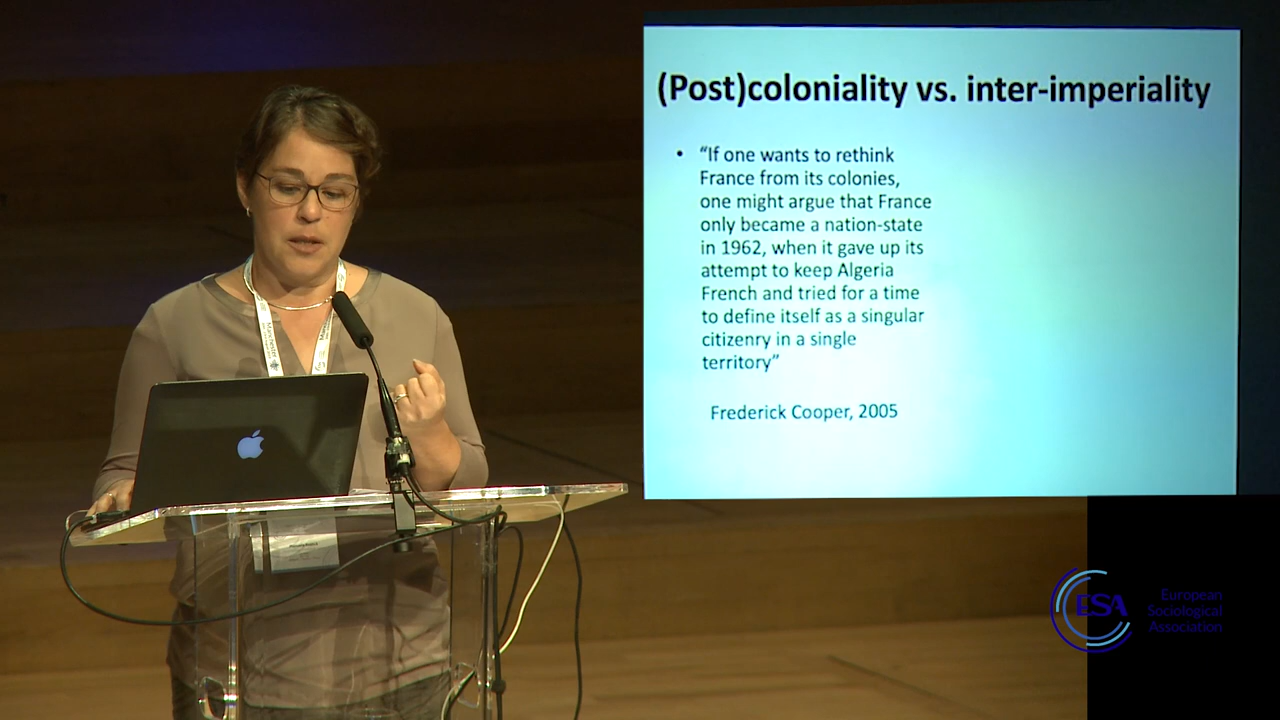 (Post)coloniality vs. inter-imperiality
• “If one wants to rethink
France from its colonies,
one might argue that France
only became a nation-state
in 1962, when it gave up its
attempt to keep Algeria
French and tried for a time
to define itself as a singular
citizenry in a single
territory”
Frederick Cooper, 2005
Manchester
ESA
European
Sociological
Association